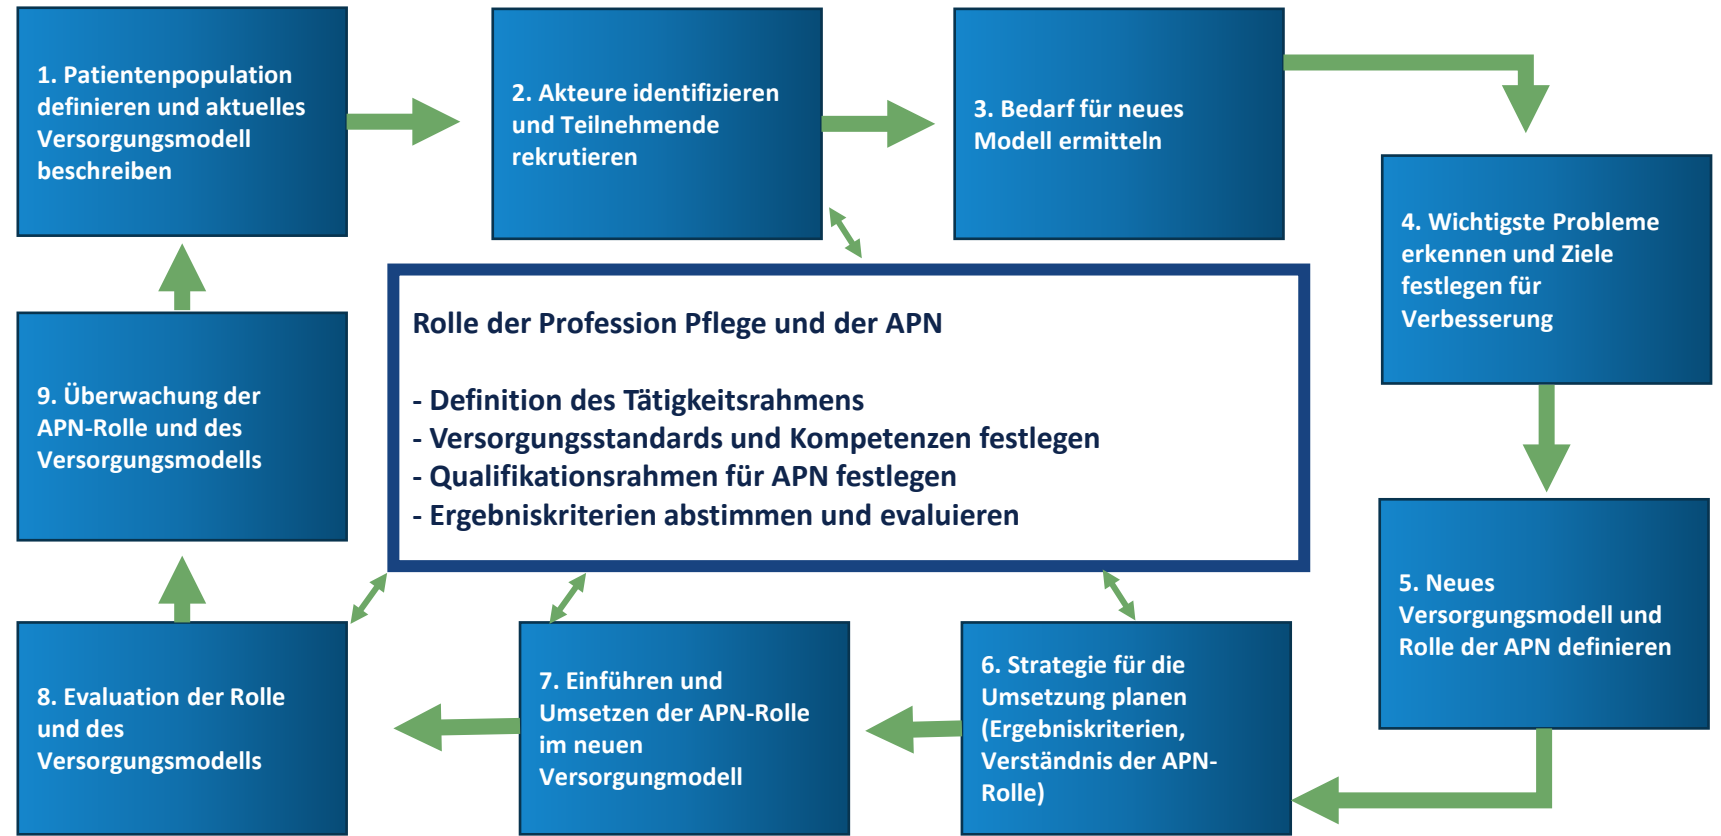 1. Patientenpopulation
definieren und aktuelles
Versorgungsmodell
beschreiben
2. Akteure identifizieren
und Teilnehmende
rekrutieren
3. Bedarf für neues
Modell ermitteln
4. Wichtigste Probleme
erkennen und Ziele
festlegen für
Verbesserung
Rolle der Profession Pflege und der APN
- Definition des Tätigkeitsrahmens
- Versorgungsstandards und Kompetenzen festlegen
- Qualifikationsrahmen für APN festlegen
- Ergebniskriterien abstimmen und evaluieren
5. Neues
Versorgungsmodell und
Rolle der APN definieren
6. Strategie für die
Umsetzung planen
(Ergebniskriterien,
Verständnis der APN-
Rolle)
7. Einführen und
Umsetzen der APN-Rolle
im neuen
Versorgungmodell
8. Evaluation der Rolle
und des
Versorgungsmodells
9. Überwachung der
APN-Rolle und des
Versorgungsmodells